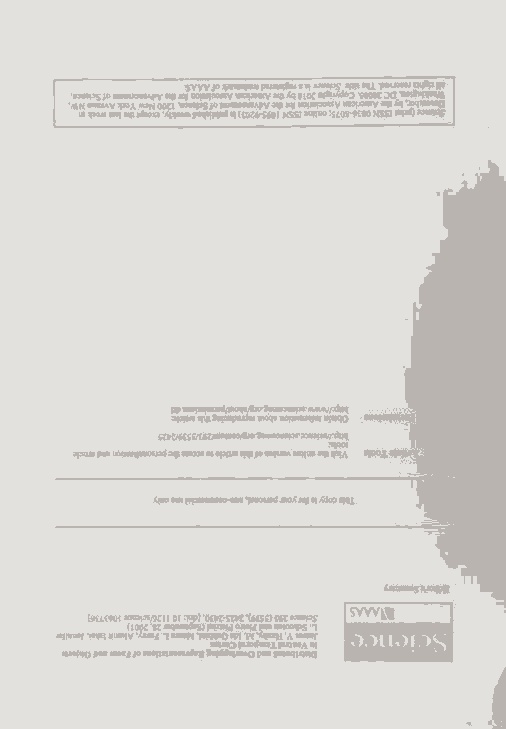 Science
AAAS
Distributed and Overlapping Representations of Faces and Objects
in Ventral Temporal Cortex
James V. Haxby, M. Ida Gobbini, Maura L. Furey, Alumit Ishai, Jennifer
L. Schouten and Pietro Pietrini (September 28, 2001)
Science 293 (5539), 2425-2430. [doi: 10.1126/science.1063736]
Editor's Summary
This copy is for your personal, non-commercial use only.
Article Tools
Visit the online version of this article to access the personalization and article
tools:
http://science.sciencemag.org/content/293/5539/2425
Permissions
Obtain information about reproducing this article:
http://www.sciencemag.org/about/permissions.dtl
Science (print ISSN 0036-8075; online ISSN 1095-9203) is published weekly, except the last week in
December, by the American Association for the Advancement of Science, 1200 New York Avenue NW,
Washington, DC 20005. Copyright 2016 by the American Association for the Advancement of Science;
all rights reserved. The title Science is a registered trademark of AAAS.